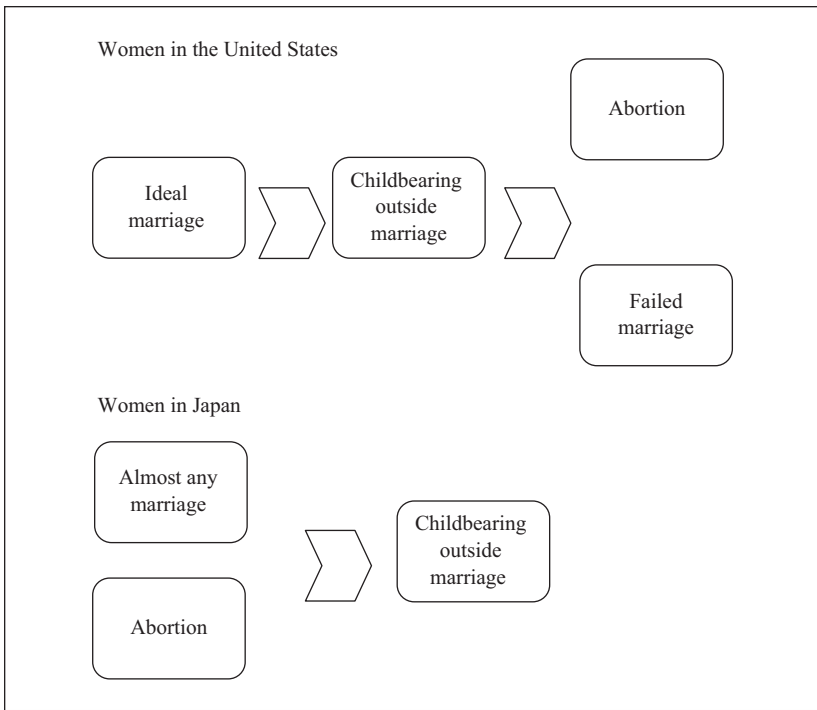 Women in the United States
Abortion
Ideal
marriage
Childbearing
outside
marriage
Failed
marriage
Women in Japan
Almost any
marriage
Childbearing
outside
marriage
Abortion